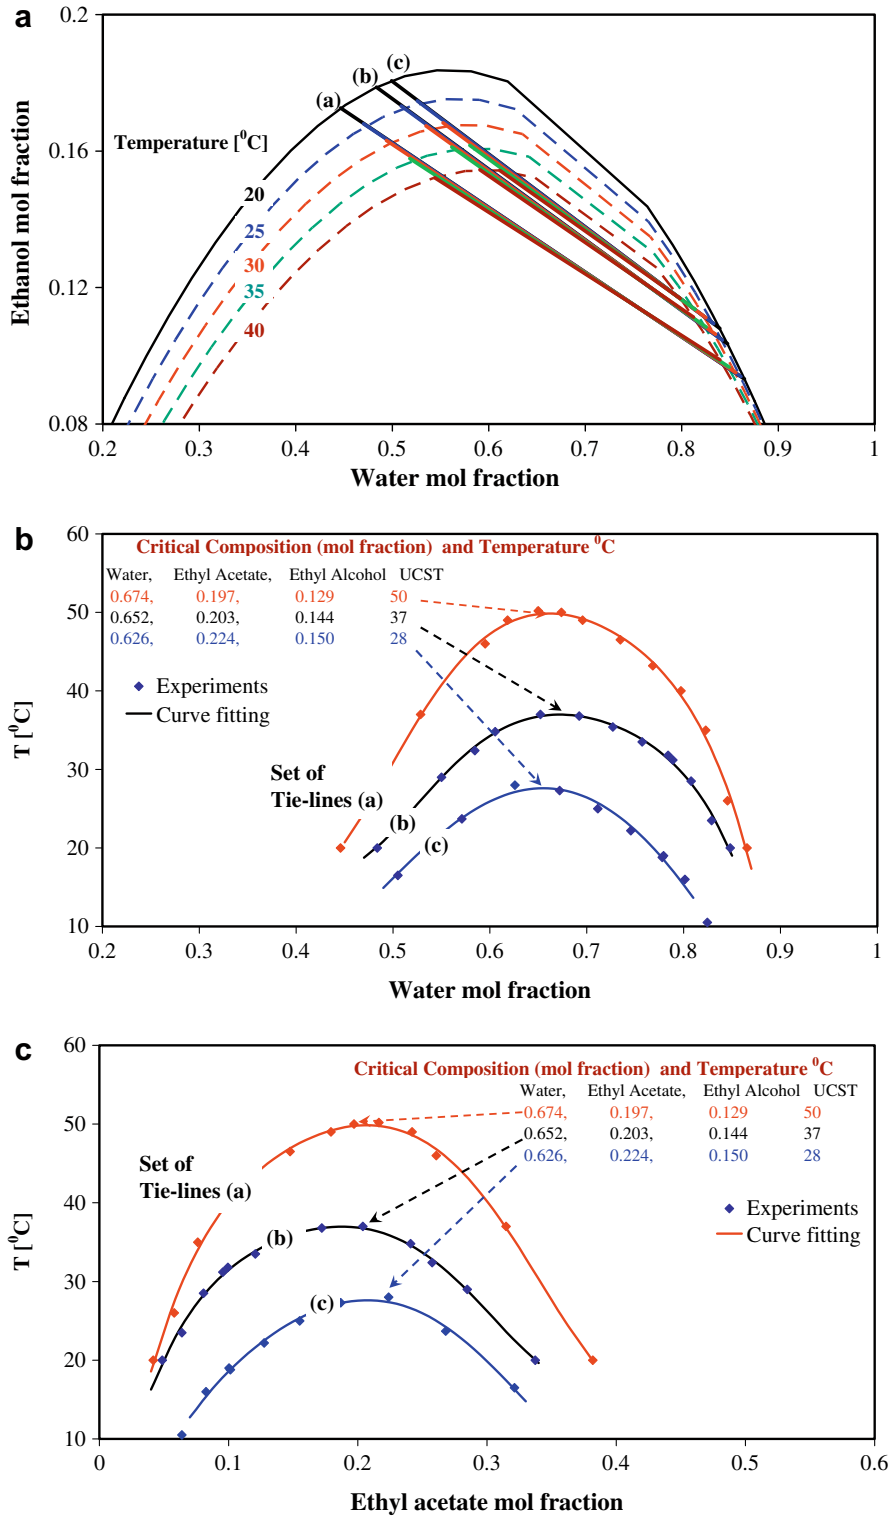 a
0.2
0.16
0.12
0.08
Ethanol mol fraction
(a)
(b)
(c)
Temperature [⁰C]
20
25
30
35
40
0.2 0.3 0.4 0.5 0.6 0.7 0.8 0.9 1
Water mol fraction
b
60
50
40
30
20
10
T [⁰C]
Critical Composition (mol fraction) and Temperature ⁰C
Water, Ethyl Acetate, Ethyl Alcohol UCST
0.674, 0.197, 0.129 50
0.652, 0.203, 0.144 37
0.626, 0.224, 0.150 28
Experiments
Curve fitting
Set of
Tie-lines (a)
(b)
(c)
0.2 0.3 0.4 0.5 0.6 0.7 0.8 0.9 1
Water mol fraction
c
60
50
40
30
20
10
T [⁰C]
Critical Composition (mol fraction) and Temperature ⁰C
Water, Ethyl Acetate, Ethyl Alcohol UCST
0.674, 0.197, 0.129 50
0.652, 0.203, 0.144 37
0.626, 0.224, 0.150 28
Set of
Tie-lines (a)
Experiments
Curve fitting
(b)
(c)
0 0.1 0.2 0.3 0.4 0.5 0.6
Ethyl acetate mol fraction